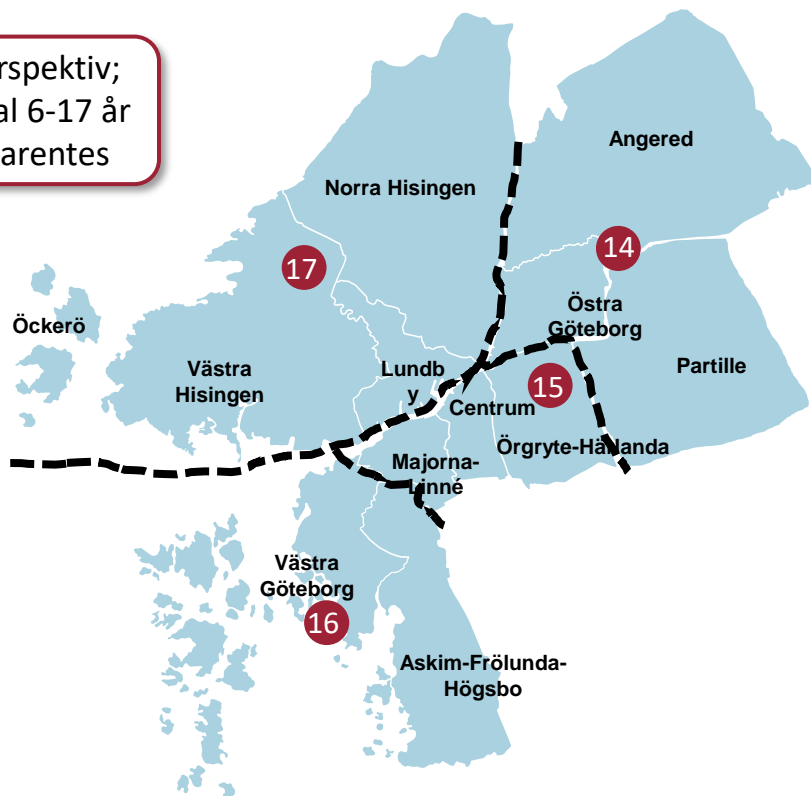 rspektiv;
al 6-17 år
arentes
Angered
Norra Hisingen
14
17
Östra
Göteborg
Öckerö
Västra
Hisingen
Lundb
y
Partille
15
Centrum
Örgryte-Härlanda
Majorna-
Linné
Västra
Göteborg
16
Askim-Frölunda-
Högsbo